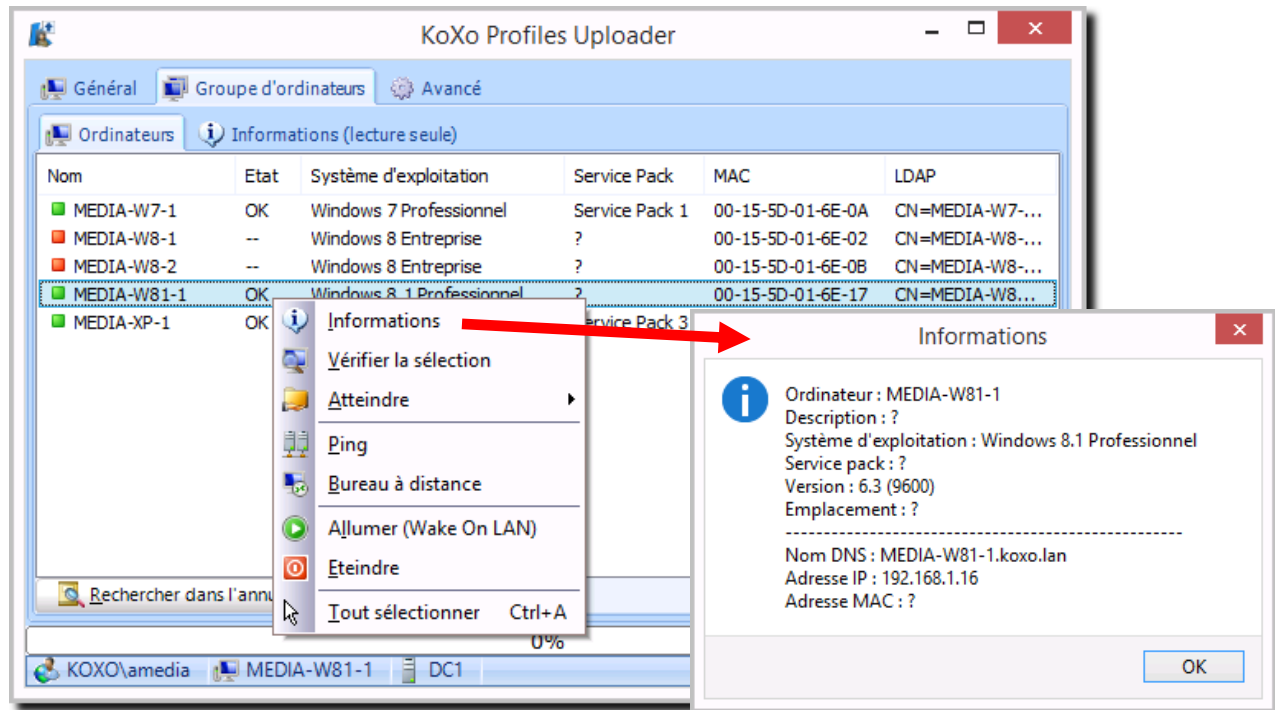 KoXo Profiles Uploader
Général Groupe d'ordinateurs Avancé
Ordinateurs Informations (lecture seule)
Nom Etat Système d'exploitation Service Pack MAC LDAP
MEDIA-W7-1 OK Windows 7 Professionnel Service Pack 1 00-15-5D-01-6E-0A CN=MEDIA-W7-...
MEDIA-W8-1 -- Windows 8 Entreprise ? 00-15-5D-01-6E-02 CN=MEDIA-W8-...
MEDIA-W8-2 -- Windows 8 Entreprise ? 00-15-5D-01-6E-0B CN=MEDIA-W8-...
MEDIA-W81-1 OK Windows 8.1 Professionnel ? 00-15-5D-01-6E-17 CN=MEDIA-W8...
MEDIA-XP-1 OK Service Pack 3
Informations
Vérifier la sélection
Atteindre
Ping
Bureau à distance
Allumer (Wake On LAN)
Eteindre
Tout sélectionner Ctrl+A
Rechercher dans l'annu
0%
KOXO\amedia MEDIA-W81-1 DC1
Informations
Ordinateur : MEDIA-W81-1
Description : ?
Système d'exploitation : Windows 8.1 Professionnel
Service pack : ?
Version : 6.3 (9600)
Emplacement : ?
--------------------------------------------------
Nom DNS : MEDIA-W81-1.koxo.lan
Adresse IP : 192.168.1.16
Adresse MAC : ?
OK